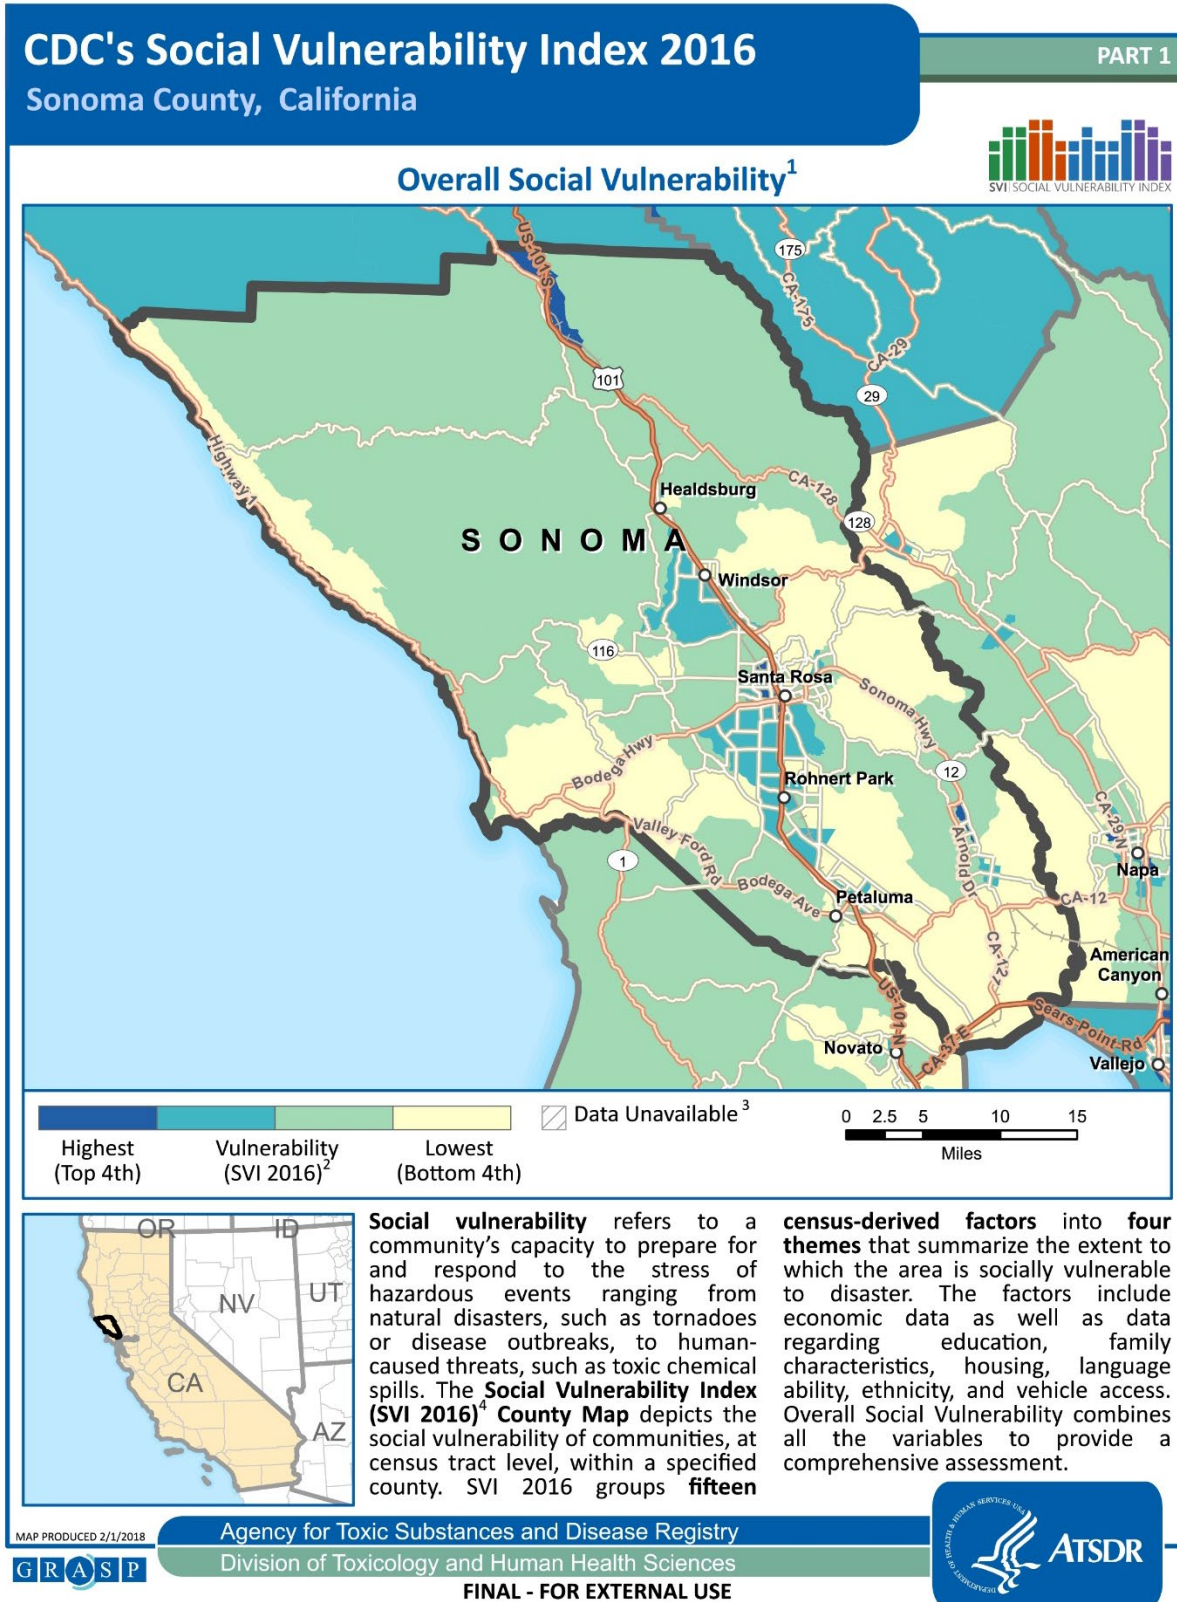 CDC's Social Vulnerability Index 2016
Sonoma County, California
PART 1
SVI SOCIAL VULNERABILITY INDEX
Overall Social Vulnerability1
US-101 S
175
CA-175
CA-29
29
101
Highway 1
Healdsburg
CA-128
128
SONOMA
Windsor
116
Santa Rosa
Sonoma Hwy
Bodega Hwy
12
Rohnert Park
CA-29 N
Valley Ford Rd
Arnold Dr
1
Napa
Bodega Ave
Petaluma
CA-12
CA-121
American
Canyon
US-101 N
Sears Point Rd
Novato
CA-37 E
Vallejo
Highest
(Top 4th)
Vulnerability
(SVI 2016)2
Lowest
(Bottom 4th)
Data Unavailable3
0 2.5 5 10 15
Miles
OR
ID
NV
UT
CA
AZ
Social vulnerability refers to a
community’s capacity to prepare for
and respond to the stress of
hazardous events ranging from
natural disasters, such as tornadoes
or disease outbreaks, to human-
caused threats, such as toxic chemical
spills. The Social Vulnerability Index
(SVI 2016)4 County Map depicts the
social vulnerability of communities, at
census tract level, within a specified
county. SVI 2016 groups fifteen
census-derived factors into four
themes that summarize the extent to
which the area is socially vulnerable
to disaster. The factors include
economic data as well as data
regarding education, family
characteristics, housing, language
ability, ethnicity, and vehicle access.
Overall Social Vulnerability combines
all the variables to provide a
comprehensive assessment.
MAP PRODUCED 2/1/2018
GRASP
Agency for Toxic Substances and Disease Registry
Division of Toxicology and Human Health Sciences
FINAL - FOR EXTERNAL USE
DEPARTMENT OF HEALTH & HUMAN SERVICES·USA
ATSDR